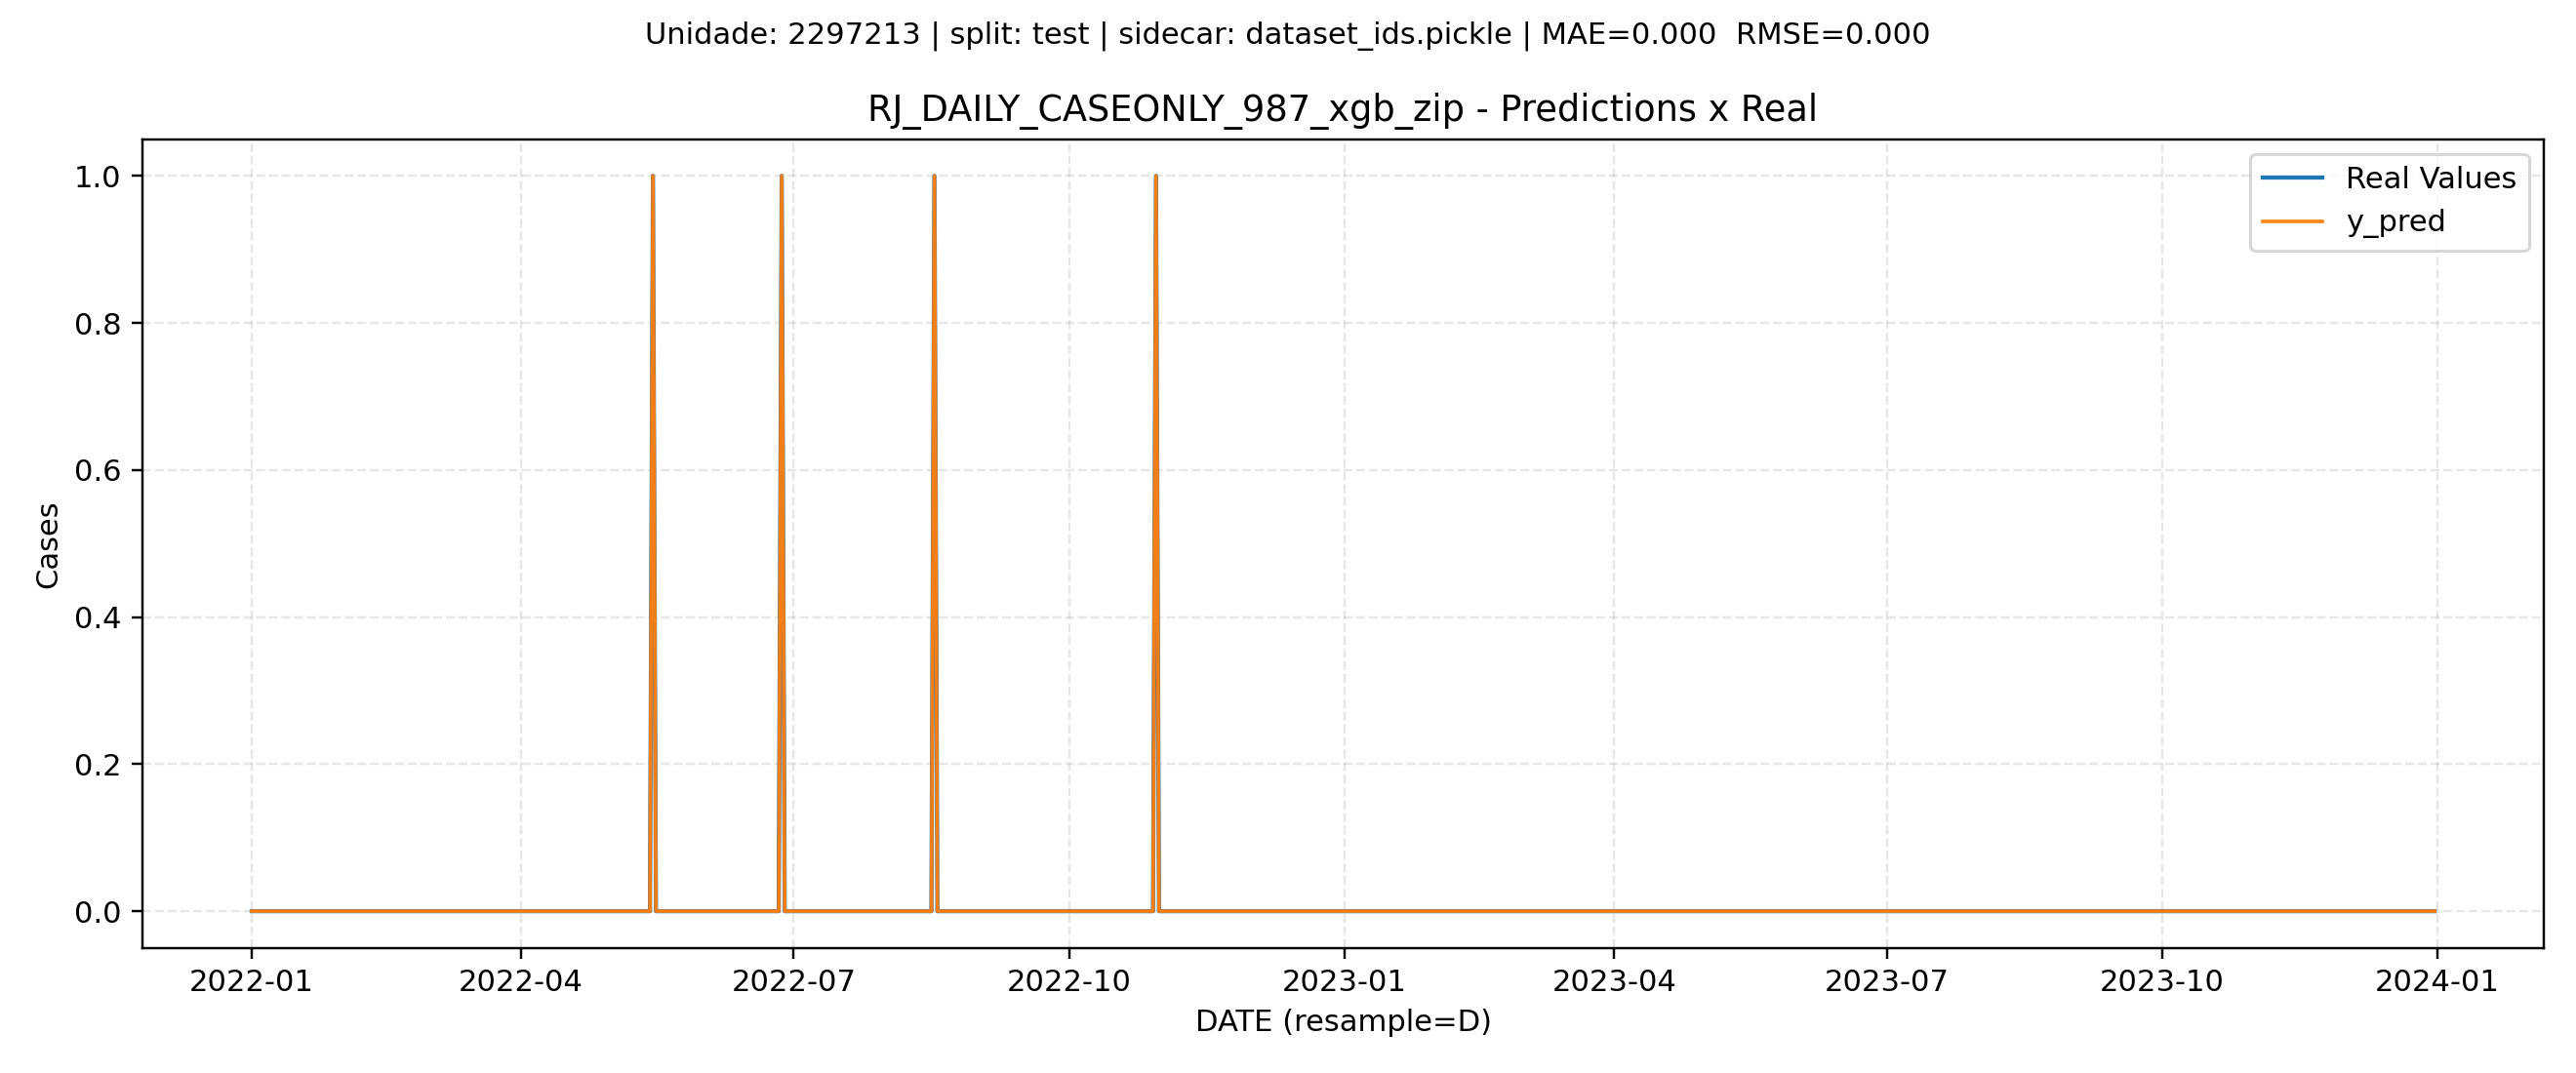 Unidade: 2297213 | split: test | sidecar: dataset_ids.pickle | MAE=0.000  RMSE=0.000
RJ_DAILY_CASEONLY_987_xgb_zip - Predictions x Real
Real Values
y_pred
1.0
0.8
0.6
0.4
0.2
0.0
Cases
2022-01 2022-04 2022-07 2022-10 2023-01 2023-04 2023-07 2023-10 2024-01
DATE (resample=D)